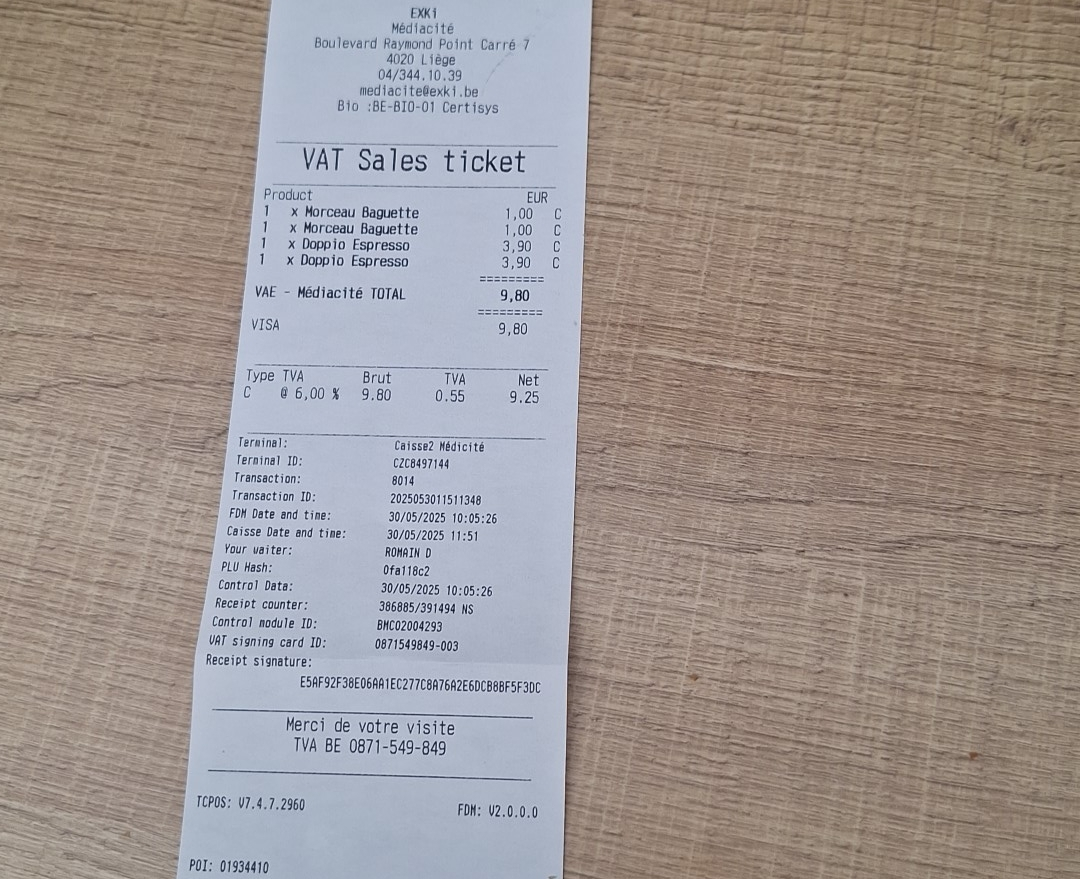 EXKi
Médiacité
Boulevard Raymond Point Carré 7
4020 Liège
04/344.10.39
mediacite@exki.be
Bio :BE-BIO-01 Certisys
VAT Sales ticket
Product EUR
1 x Morceau Baguette 1,00 C
1 x Morceau Baguette 1,00 C
1 x Doppio Espresso 3,90 C
1 x Doppio Espresso 3,90 C
=========
VAE - Médiacité TOTAL 9,80
=========
VISA 9,80
Type TVA Brut TVA Net
C @ 6,00 % 9.80 0.55 9.25
Terminal: Caisse2 Médicité
Terminal ID: CZC8497144
Transaction: 8014
Transaction ID: 2025053011511348
FDM Date and time: 30/05/2025 10:05:26
Caisse Date and time: 30/05/2025 11:51
Your waiter: ROMAIN D
PLU Hash: 0fa118c2
Control Data: 30/05/2025 10:05:26
Receipt counter: 386885/391494 NS
Control module ID: BMC02004293
VAT signing card ID: 0871549849-003
Receipt signature:
E5AF92F38E06AA1EC277C8A76A2E6DCB8BF5F3DC
Merci de votre visite
TVA BE 0871-549-849
TCPOS: V7.4.7.2960 FDM: V2.0.0.0
POI: 01934410